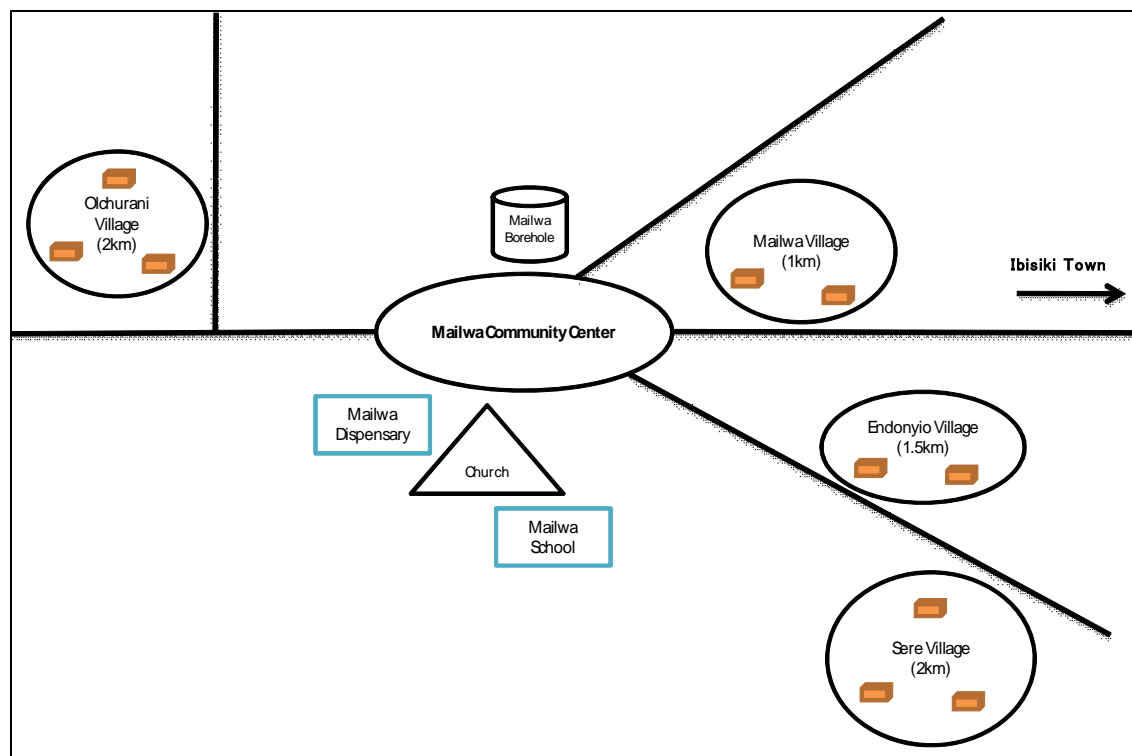 Olchurani
Village
(2km)
Mailwa
Borehole
Mailwa Village
(1km)
Ibisiki Town
Mailwa Community Center
Mailwa
Dispensary
Church
Mailwa
School
Endonyio Village
(1.5km)
Sere Village
(2km)